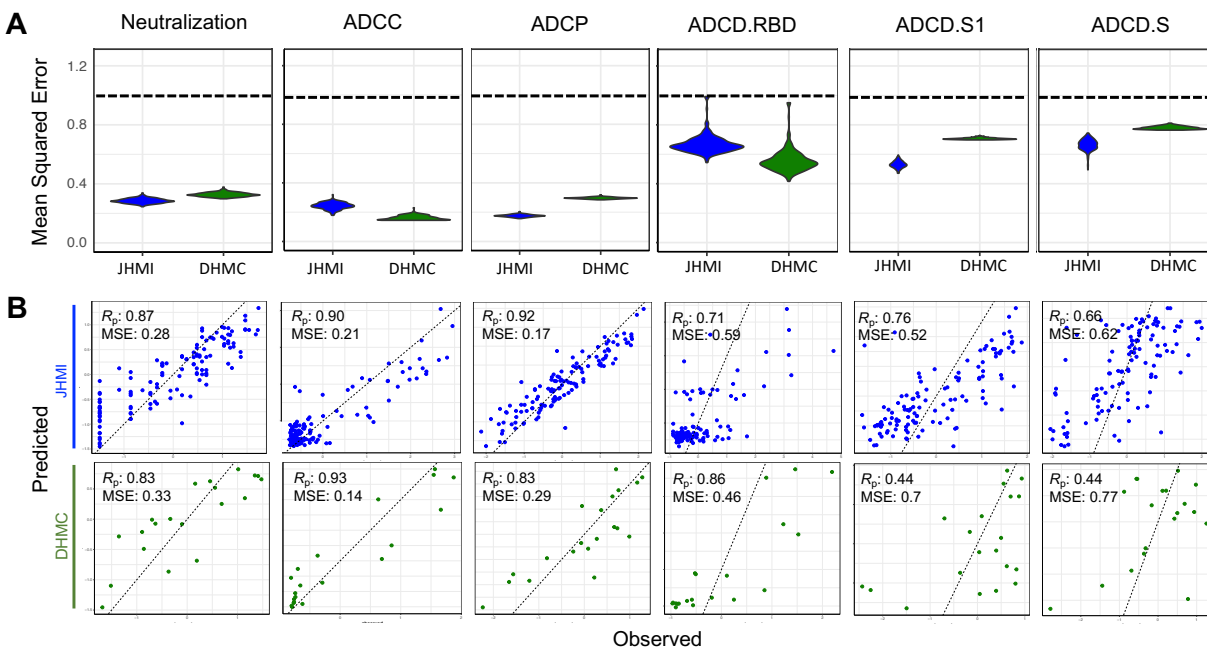 A
Neutralization
ADCC
ADCP
ADCD.RBD
ADCD.S1
ADCD.S
Mean Squared Error
1.2
0.8
0.4
0.0
JHMI
DHMC
JHMI
DHMC
JHMI
DHMC
JHMI
DHMC
JHMI
DHMC
JHMI
DHMC
B
Predicted
JHMI
Rp: 0.87
MSE: 0.28
Rp: 0.90
MSE: 0.21
Rp: 0.92
MSE: 0.17
Rp: 0.71
MSE: 0.59
Rp: 0.76
MSE: 0.52
Rp: 0.66
MSE: 0.62
DHMC
Rp: 0.83
MSE: 0.33
Rp: 0.93
MSE: 0.14
Rp: 0.83
MSE: 0.29
Rp: 0.86
MSE: 0.46
Rp: 0.44
MSE: 0.7
Rp: 0.44
MSE: 0.77
Observed